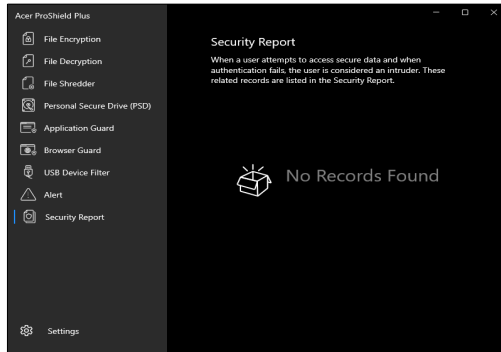 Acer ProShield Plus
File Encryption
File Decryption
File Shredder
Personal Secure Drive (PSD)
Application Guard
Browser Guard
USB Device Filter
Alert
Security Report
Settings
Security Report
When a user attempts to access secure data and when
authentication fails, the user is considered an intruder. These
related records are listed in the Security Report.
No Records Found